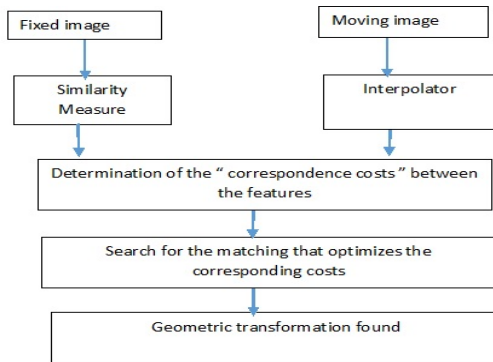 Fixed image
Moving image
Similarity
Measure
Interpolator
Determination of the “ correspondence costs ” between
the features
Search for the matching that optimizes the
corresponding costs
Geometric transformation found